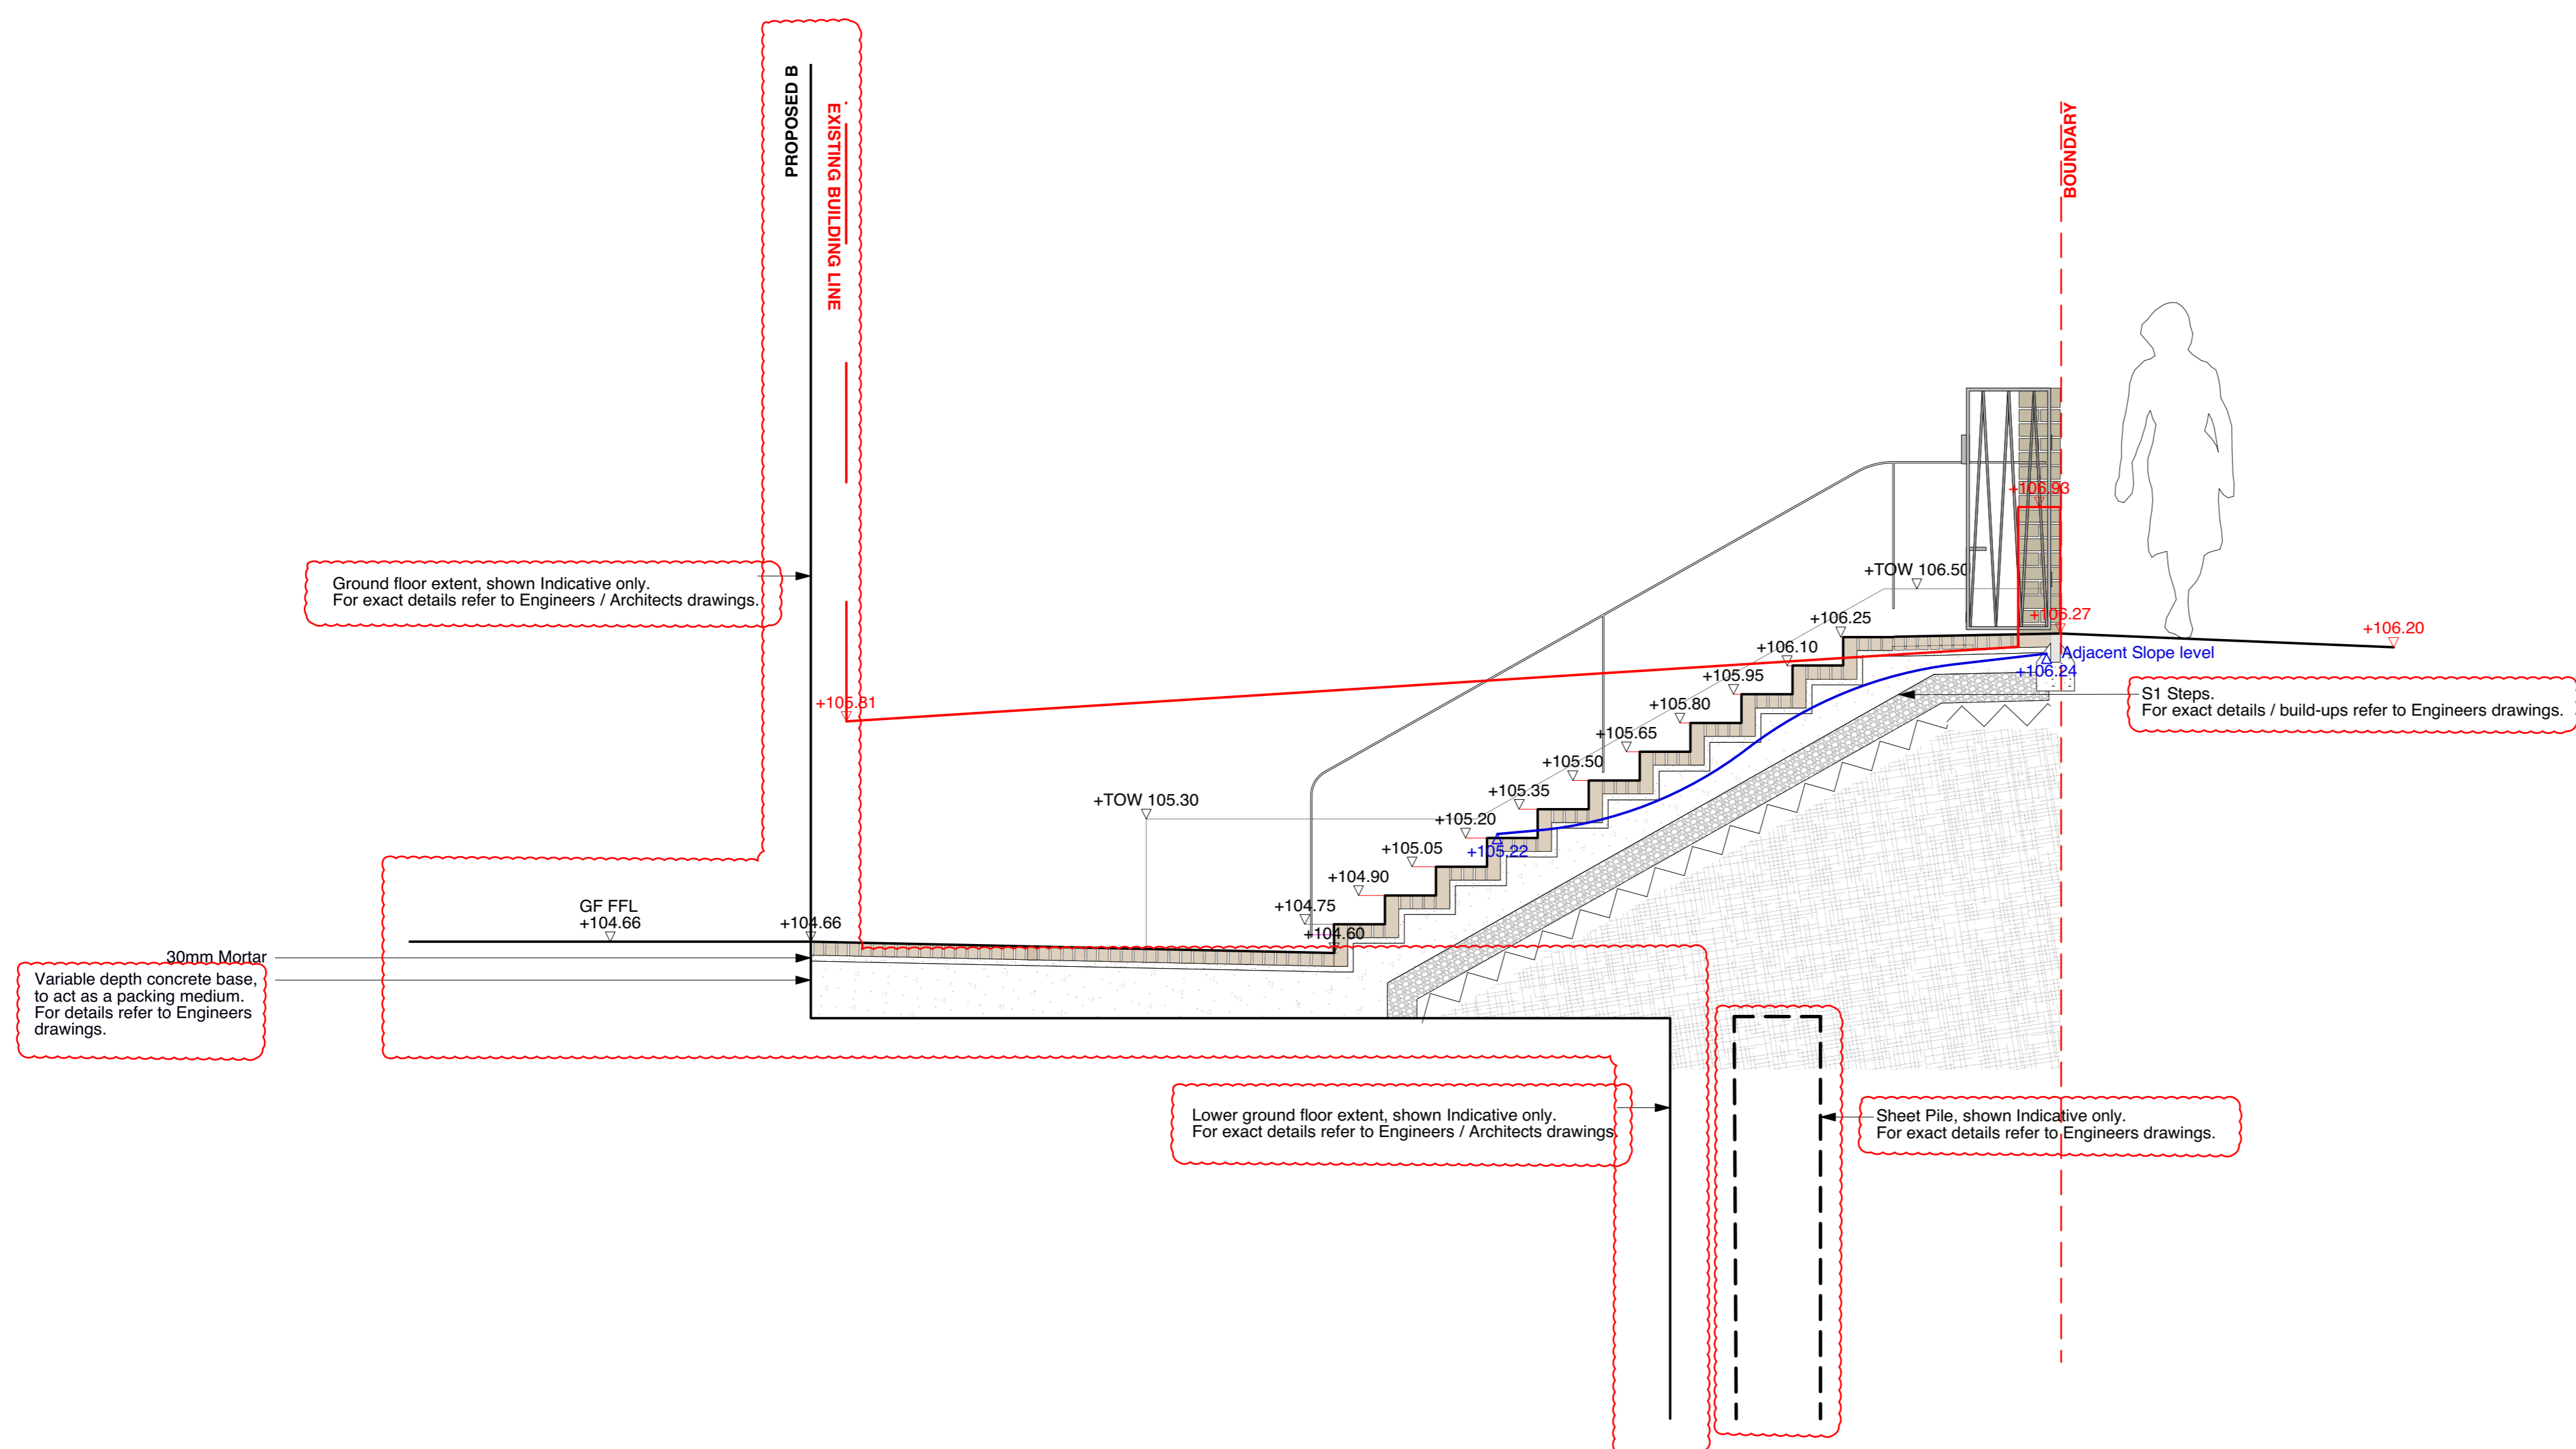 PROPOSED B
EXISTING BUILDING LINE
BOUNDARY
Ground floor extent, shown Indicative only.
For exact details refer to Engineers / Architects drawings.
+106.93
+TOW 106.50
+106.27
+106.25
+106.20
+106.10
Adjacent Slope level
+106.24
+105.95
S1 Steps.
For exact details / build-ups refer to Engineers drawings.
+105.81
+105.80
+105.65
+105.50
+105.35
+TOW 105.30
+105.20
+105.22
+105.05
+104.90
+104.75
GF FFL
+104.66
+104.66
+104.60
30mm Mortar
Variable depth concrete base,
to act as a packing medium.
For details refer to Engineers
drawings.
Lower ground floor extent, shown Indicative only.
For exact details refer to Engineers / Architects drawings.
Sheet Pile, shown Indicative only.
For exact details refer to Engineers drawings.